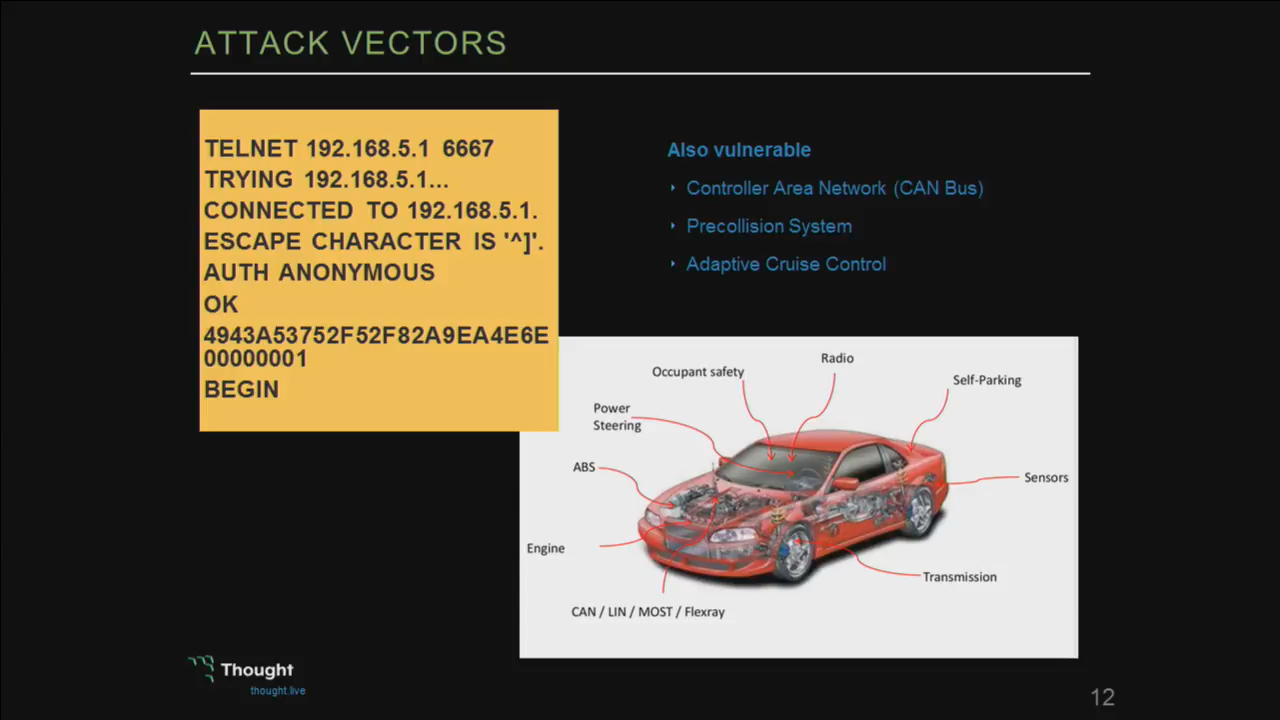 ATTACK VECTORS
TELNET 192.168.5.1 6667
TRYING 192.168.5.1...
CONNECTED TO 192.168.5.1.
ESCAPE CHARACTER IS '^]'.
AUTH ANONYMOUS
OK
4943A53752F52F82A9EA4E6E
00000001
BEGIN
Also vulnerable
‣ Controller Area Network (CAN Bus)
‣ Precollision System
‣ Adaptive Cruise Control
Radio
Occupant safety
Self-Parking
Power
Steering
ABS
Sensors
Engine
Transmission
CAN / LIN / MOST / Flexray
Thought
thought.live
12